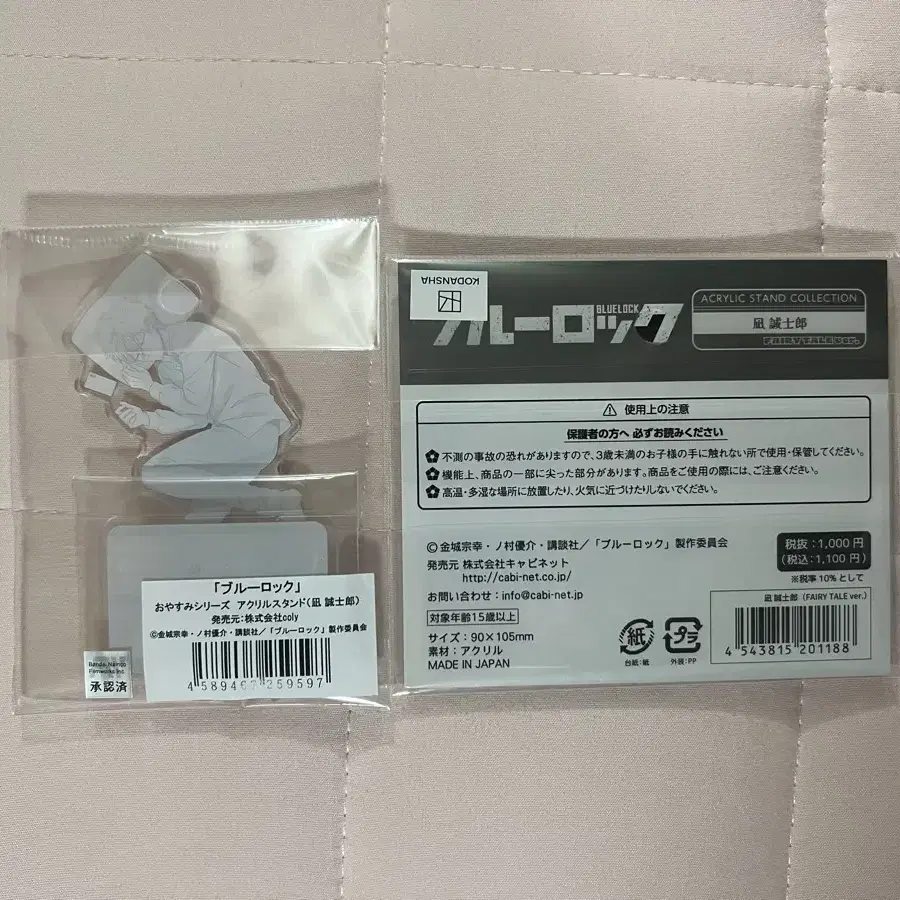 「ブルーロック」
おやすみシリーズ アクリルスタンド(凪 誠士郎)
発売元:株式会社coly
©金城宗幸・ノ村優介・講談社/「ブルーロック」製作委員会
Bandai Namco
Filmworks Inc.
承認済
KODANSHA
ブルーロック
BLUELOCK
ACRYLIC STAND COLLECTION
凪 誠士郎
FAIRY TALE ver.
⚠ 使用上の注意
保護者の方へ 必ずお読みください
不測の事故の恐れがありますので、3歳未満のお子様の手に触れない所で使用・保管してください。
機能上、商品の一部に尖った部分があります。商品をご使用の際には、ご注意ください。
高温・多湿な場所に放置したり、火気に近づけたりしないでください。
©金城宗幸・ノ村優介・講談社/「ブルーロック」製作委員会
発売元 株式会社キャビネット
http://cabi-net.co.jp/
お問い合わせ:info@cabi-net.jp
対象年齢15歳以上
サイズ:90×105mm
素材:アクリル
MADE IN JAPAN
税抜:1,000円
(税込:1,100円)
※税率10%として
紙
台紙:紙
プラ
外装:PP
凪 誠士郎(FAIRY TALE ver.)
4 543815 201188